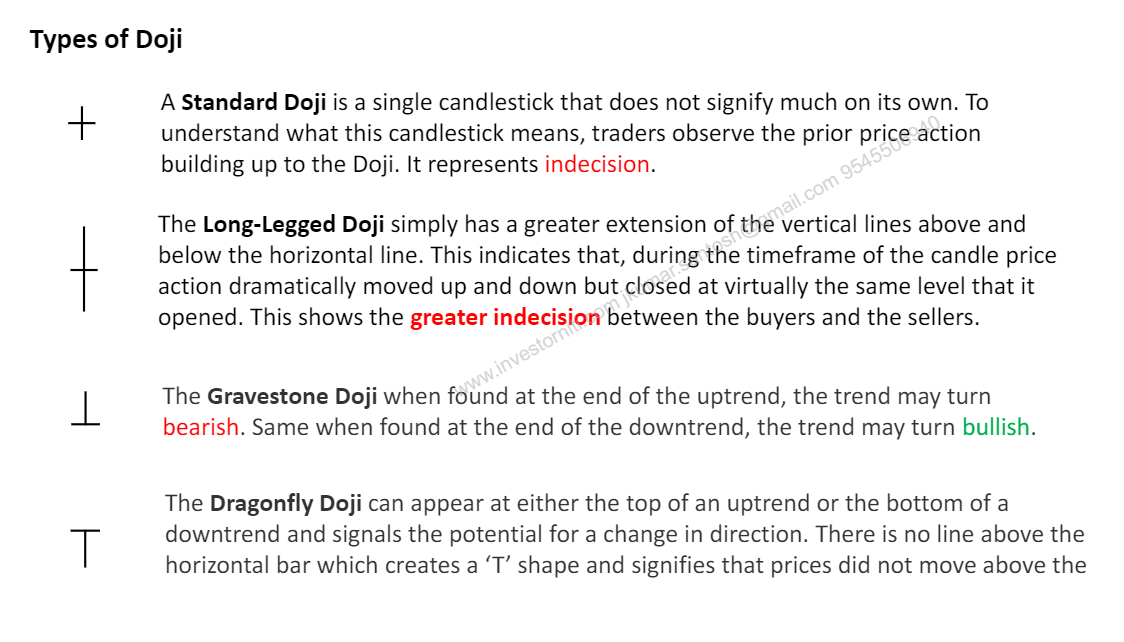 Types of Doji
A Standard Doji is a single candlestick that does not signify much on its own. To
understand what this candlestick means, traders observe the prior price action
building up to the Doji. It represents indecision.
The Long-Legged Doji simply has a greater extension of the vertical lines above and
below the horizontal line. This indicates that, during the timeframe of the candle price
action dramatically moved up and down but closed at virtually the same level that it
opened. This shows the greater indecision between the buyers and the sellers.
The Gravestone Doji when found at the end of the uptrend, the trend may turn
bearish. Same when found at the end of the downtrend, the trend may turn bullish.
The Dragonfly Doji can appear at either the top of an uptrend or the bottom of a
downtrend and signals the potential for a change in direction. There is no line above the
horizontal bar which creates a ‘T’ shape and signifies that prices did not move above the